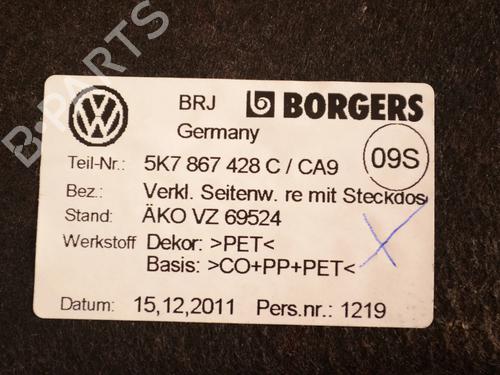 BRJ BORGERS
Germany
09S
Teil-Nr.: 5K7 867 428 C / CA9
Bez.: Verkl. Seitenw. re mit Steckdos
Stand: ÄKO VZ 69524
Werkstoff Dekor: >PET<
Basis: >CO+PP+PET<
Datum: 15,12,2011 Pers.nr.: 1219
B-PARTS